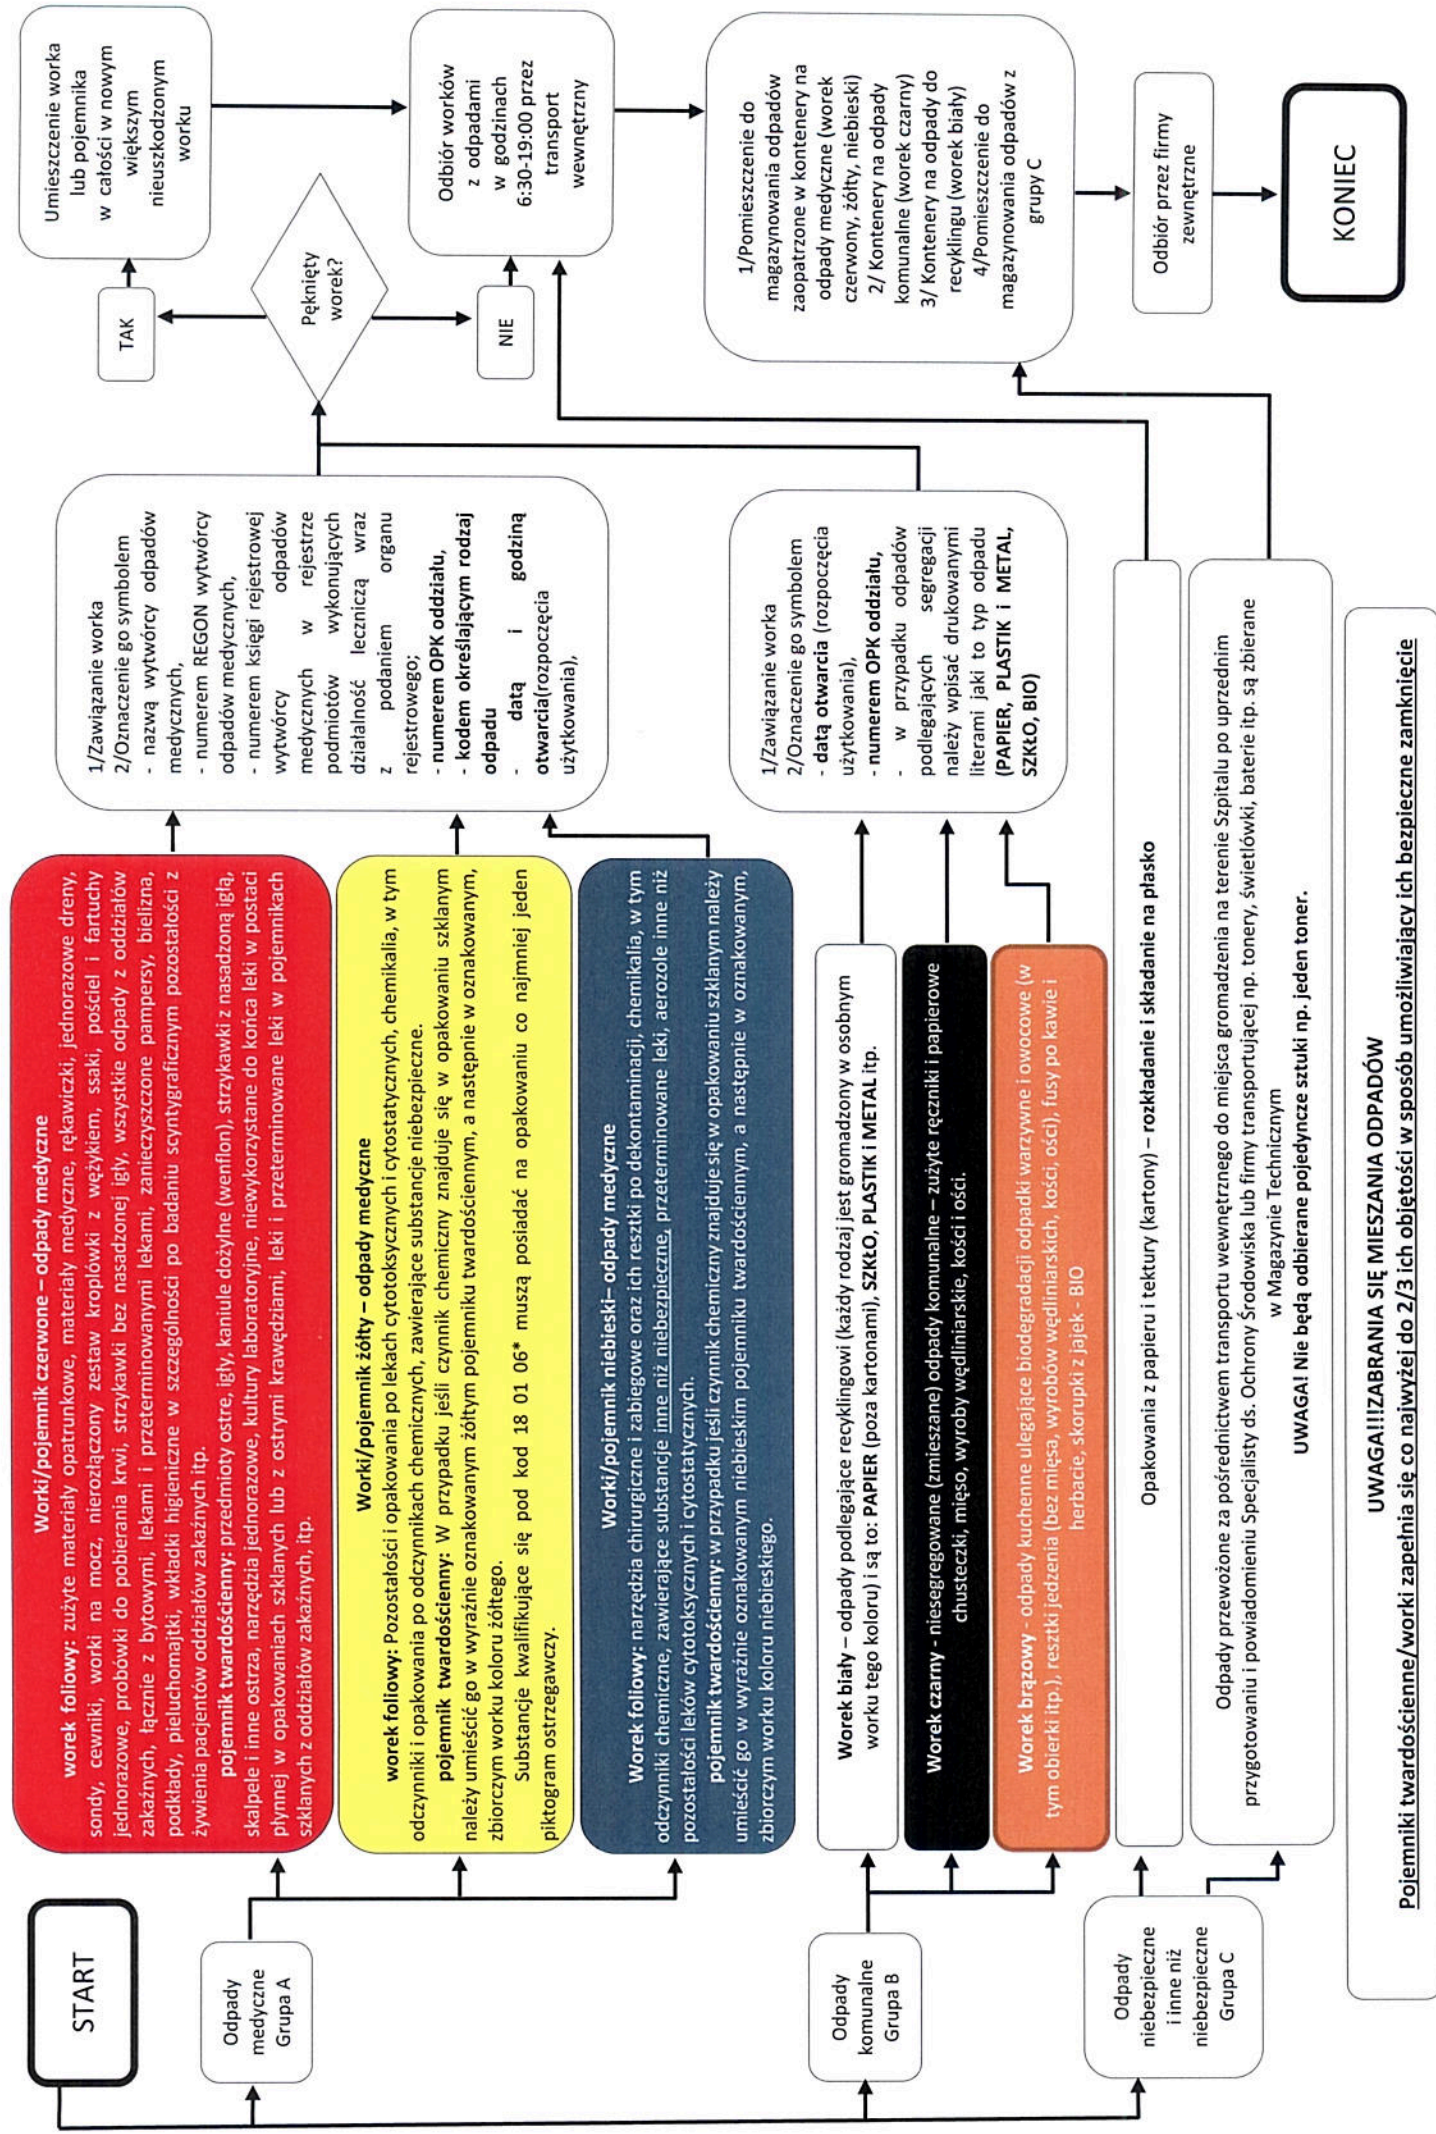 START
Odpady
medyczne
Grupa A
Odpady
komunalne
Grupa B
Odpady
niebezpieczne
i inne niż
niebezpieczne
Grupa C
Worki/pojemnik czerwone – odpady medyczne
worek foliowy: zużyte materiały opatrunkowe, materiały medyczne, rękawiczki, jednorazowe dreny,
sondy, cewniki, worki na mocz, nierozłączony zestaw kroplówki z wężykiem, ssaki, pościel i fartuchy
jednorazowe, probówki do pobierania krwi, strzykawki bez nasadzonej igły, wszystkie odpady z oddziałów
zakaźnych, łącznie z bytowymi, lekami i przeterminowanymi lekami, zanieczyszczone pampersy, bielizna,
podkłady, pieluchomajtki, wkładki higieniczne w szczególności po badaniu scyntygraficznym pozostałości z
żywienia pacjentów oddziałów zakaźnych itp.
pojemnik twardościenny: przedmioty ostre, igły, kaniule dożylne (wenflon), strzykawki z nasadzoną igłą,
skalpele i inne ostrza, narzędzia jednorazowe, kultury laboratoryjne, niewykorzystane do końca leki w postaci
płynnej w opakowaniach szklanych lub z ostrymi krawędziami, leki i przeterminowane leki w pojemnikach
szklanych z oddziałów zakaźnych, itp.
Worki/pojemnik żółty – odpady medyczne
worek foliowy: Pozostałości i opakowania po lekach cytotoksycznych i cytostatycznych, chemikalia, w tym
odczynniki i opakowania po odczynnikach chemicznych, zawierające substancje niebezpieczne.
pojemnik twardościenny: W przypadku jeśli czynnik chemiczny znajduje się w opakowaniu szklanym
należy umieścić go w wyraźnie oznakowanym żółtym pojemniku twardościennym, a następnie w oznakowanym,
zbiorczym worku koloru żółtego.
Substancje kwalifikujące się pod kod 18 01 06* muszą posiadać na opakowaniu co najmniej jeden
piktogram ostrzegawczy.
Worki/pojemnik niebieski– odpady medyczne
Worek foliowy: narzędzia chirurgiczne i zabiegowe oraz ich resztki po dekontaminacji, chemikalia, w tym
odczynniki chemiczne, zawierające substancje inne niż niebezpieczne, przeterminowane leki, aerozole inne niż
pozostałości leków cytotoksycznych i cytostatycznych.
pojemnik twardościenny: w przypadku jeśli czynnik chemiczny znajduje się w opakowaniu szklanym należy
umieścić go w wyraźnie oznakowanym niebieskim pojemniku twardościennym, a następnie w oznakowanym,
zbiorczym worku koloru niebieskiego.
Worek biały – odpady podlegające recyklingowi (każdy rodzaj jest gromadzony w osobnym
worku tego koloru) i są to: PAPIER (poza kartonami), SZKŁO, PLASTIK i METAL itp.
Worek czarny - niesegregowane (zmieszane) odpady komunalne – zużyte ręczniki i papierowe
chusteczki, mięso, wyroby wędliniarskie, kości i ości.
Worek brązowy - odpady kuchenne ulegające biodegradacji odpadki warzywne i owocowe (w
tym obierki itp.), resztki jedzenia (bez mięsa, wyrobów wędliniarskich, kości, ości), fusy po kawie i
herbacie, skorupki z jajek - BIO
Opakowania z papieru i tektury (kartony) – rozkładanie i składanie na płasko
Odpady przewożone za pośrednictwem transportu wewnętrznego do miejsca gromadzenia na terenie Szpitalu po uprzednim
przygotowaniu i powiadomieniu Specjalisty ds. Ochrony Środowiska lub firmy transportującej np. tonery, świetlówki, baterie itp. są zbierane
w Magazynie Technicznym
UWAGA! Nie będą odbierane pojedyncze sztuki np. jeden toner.
UWAGA!!!ZABRANIA SIĘ MIESZANIA ODPADÓW
Pojemniki twardościenne/worki zapełnia się co najwyżej do 2/3 ich objętości w sposób umożliwiający ich bezpieczne zamknięcie
1/Zawiązanie worka
2/Oznaczenie go symbolem
- nazwą wytwórcy odpadów
medycznych,
- numerem REGON wytwórcy
odpadów medycznych,
- numerem księgi rejestrowej
wytwórcy odpadów
medycznych w rejestrze
podmiotów wykonujących
działalność leczniczą wraz
z podaniem organu
rejestrowego;
- numerem OPK oddziału,
- kodem określającym rodzaj
odpadu
- datą i godziną
otwarcia(rozpoczęcia
użytkowania),
1/Zawiązanie worka
2/Oznaczenie go symbolem
- datą otwarcia (rozpoczęcia
użytkowania),
- numerem OPK oddziału,
- w przypadku odpadów
podlegających segregacji
należy wpisać drukowanymi
literami jaki to typ odpadu
(PAPIER, PLASTIK i METAL,
SZKŁO, BIO)
TAK
Pęknięty
worek?
NIE
Umieszczenie worka
lub pojemnika
w całości w nowym
większym
nieuszkodzonym
worku
Odbiór worków
z odpadami
w godzinach
6:30-19:00 przez
transport
wewnętrzny
1/Pomieszczenie do
magazynowania odpadów
zaopatrzone w kontenery na
odpady medyczne (worek
czerwony, żółty, niebieski)
2/ Kontenery na odpady
komunalne (worek czarny)
3/ Kontenery na odpady do
recyklingu (worek biały)
4/Pomieszczenie do
magazynowania odpadów z
grupy C
Odbiór przez firmy
zewnętrzne
KONIEC